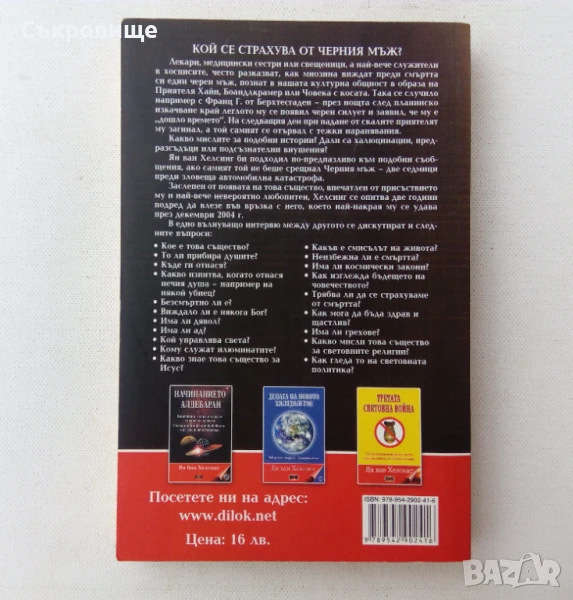 Съкровище
КОЙ СЕ СТРАХУВА ОТ ЧЕРНИЯ МЪЖ?
Лекари, медицински сестри или свещеници, а най-вече служители
в хосписите, често разказват, как мнозина виждат преди смъртта
си един черен мъж, познат в нашата културна общност в образа на
Приятеля Хайн, Боандлкрамер или Човека с косата. Така се случило
например с Франц Г. от Берхтестаден – през нощта след планинско
изкачване край леглото му се появил черен силует и заявил, че му е
„дошло времето". На следващия ден при падане от скалите приятелят
му загинал, а той самият се отървал с тежки наранявания.
Какво мислите за подобни истории? Дали са халюцинации, пред-
разсъдъци или подсъзнателни внушения?
Ян ван Хелсинг би подходил по-предпазливо към подобни съоб-
щения, ако самият той не беше срещнал Черния мъж – две седмици
преди зловеща автомобилна катастрофа.
Заслепен от появата на това същество, впечатлен от присъствието
му и най-вече невероятно любопитен, Хелсинг се опитва две години
подред да влезе във връзка с него, което най-накрая му се удава
през декември 2004 г.
В едно вълнуващо интервю между другото се дискутират и след-
ните въпроси:
• Кое е това същество?
• То ли прибира душите?
• Къде ги отнася?
• Какво изпитва, когато отнася
нечия душа – например на
някой убиец?
• Безсмъртно ли е?
• Виждало ли е някога Бог?
• Има ли дявол?
• Има ли ад?
• Кой управлява света?
• Кому служат илюминатите?
• Какво знае това същество за
Исус?
• Какъв е смисълът на живота?
• Неизбежна ли е смъртта?
• Има ли космически закони?
• Как изглежда бъдещето на
човечеството?
• Трябва ли да се страхуваме
от смъртта?
• Как мога да бъда здрав и
щастлив?
• Има ли грехове?
• Какво мисли това същество
за световните религии?
• Как гледа то на световната
политика?
НАЧИНАНИЕТО
АЛДЕБАРАН
Ян Ван Хелсинг
ДЕЦАТА НА НОВОТО
ХИЛЯДОЛЕТИЕ
Ян ван Хелсинг
ТРЕТАТА
СВЕТОВНА ВОЙНА
Ян ван Хелсинг
Посетете ни на адрес:
www.dilok.net
Цена: 16 лв.
ISBN: 978-954-2902-41-6
9 789542 902416
BAZAR